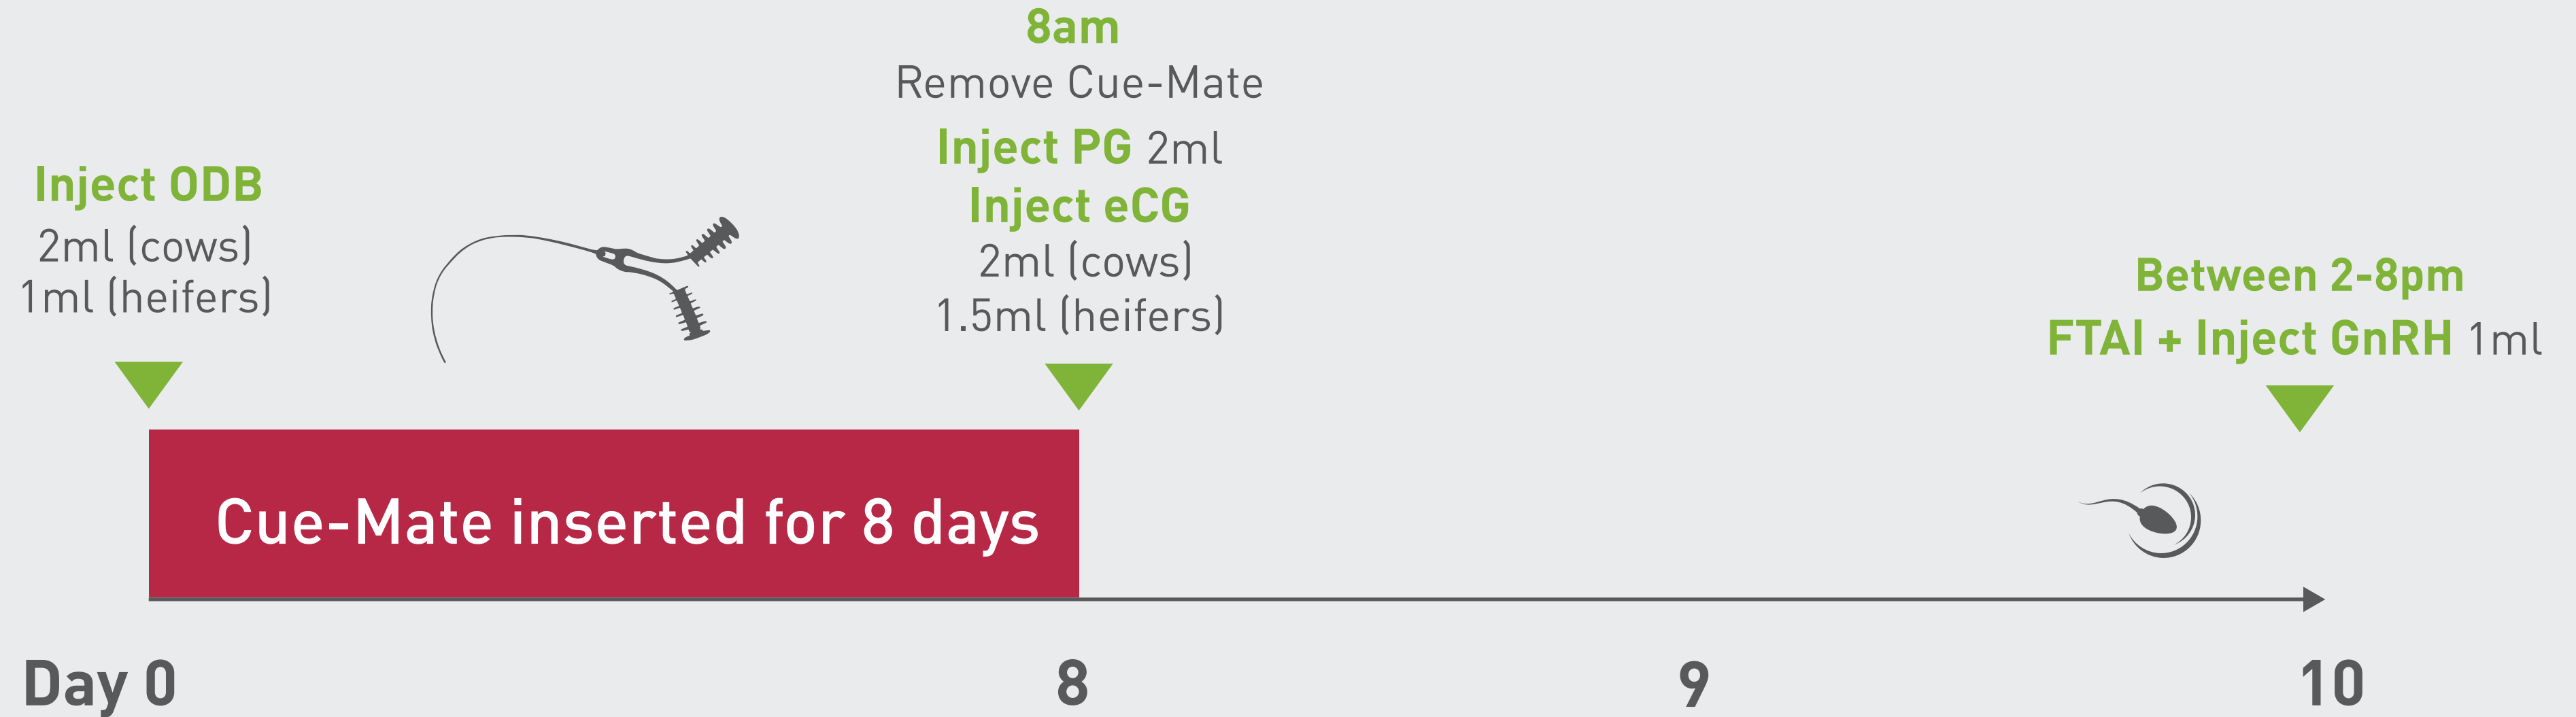 Inject ODB
2ml (cows)
1ml (heifers)
8am
Remove Cue-Mate
Inject PG 2ml
Inject eCG
2ml (cows)
1.5ml (heifers)
Between 2-8pm
FTAI + Inject GnRH 1ml
Cue-Mate inserted for 8 days
Day 0
8
9
10